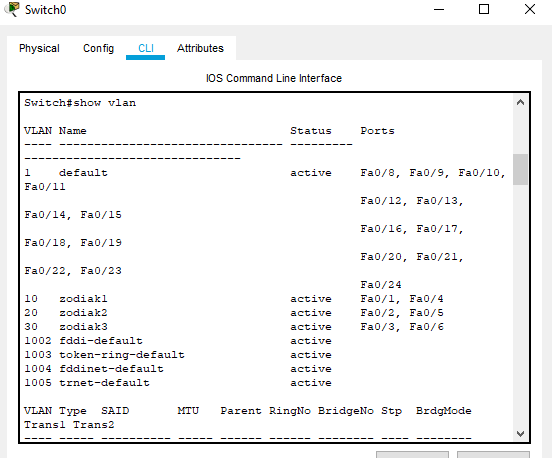 Switch0
Physical Config CLI Attributes
IOS Command Line Interface
Switch#show vlan
VLAN Name Status Ports
---- -------------------------------- ---------
-------------------------------
1 default active Fa0/8, Fa0/9, Fa0/10,
Fa0/11
Fa0/12, Fa0/13,
Fa0/14, Fa0/15
Fa0/16, Fa0/17,
Fa0/18, Fa0/19
Fa0/20, Fa0/21,
Fa0/22, Fa0/23
Fa0/24
10 zodiak1 active Fa0/1, Fa0/4
20 zodiak2 active Fa0/2, Fa0/5
30 zodiak3 active Fa0/3, Fa0/6
1002 fddi-default active
1003 token-ring-default active
1004 fddinet-default active
1005 trnet-default active
VLAN Type SAID MTU Parent RingNo BridgeNo Stp BrdgMode
Trans1 Trans2
---- ----- ---------- ----- ------ ------ -------- ---- --------